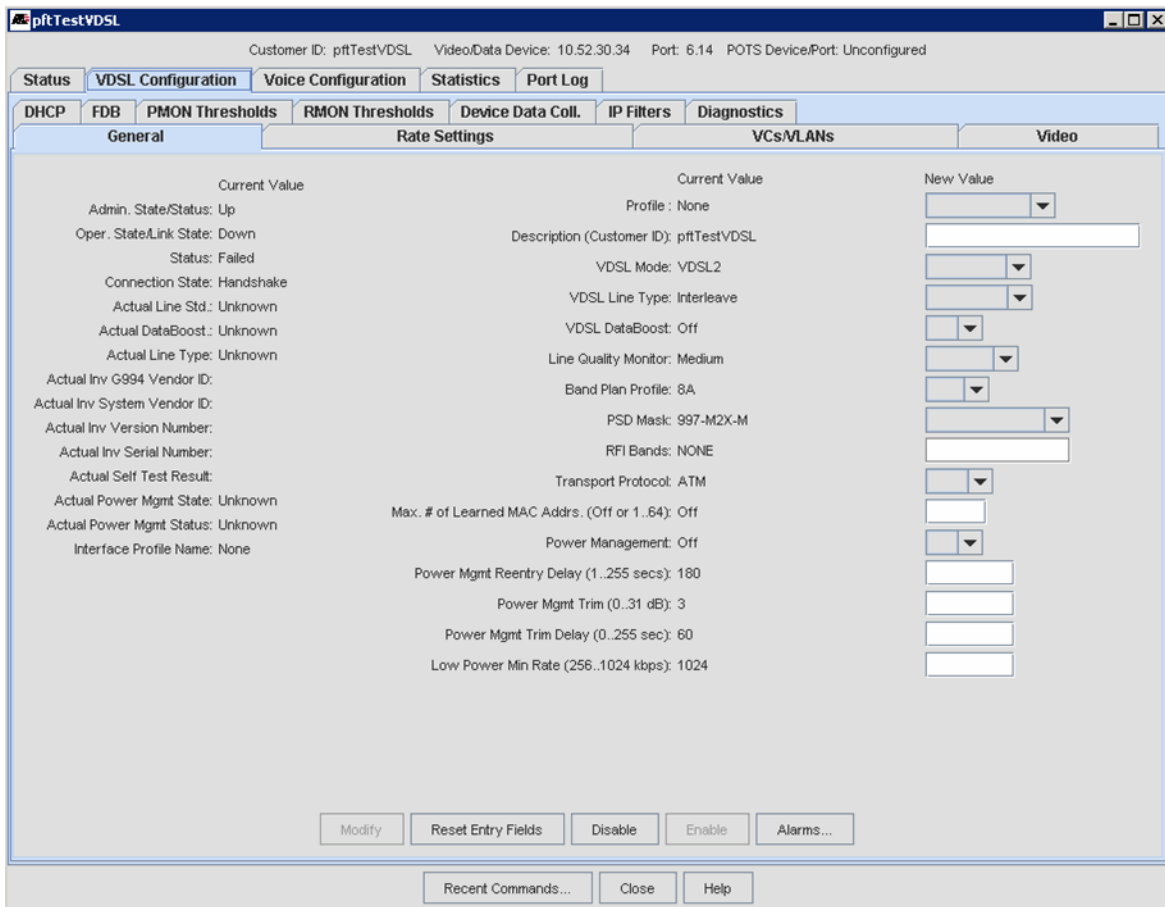 pftTestVDSL
Customer ID: pftTestVDSL Video/Data Device: 10.52.30.34 Port: 6.14 POTS Device/Port: Unconfigured
Status VDSL Configuration Voice Configuration Statistics Port Log
DHCP FDB PMON Thresholds RMON Thresholds Device Data Coll. IP Filters Diagnostics
General Rate Settings VCs/VLANs Video
Current Value
Admin. State/Status: Up
Oper. State/Link State: Down
Status: Failed
Connection State: Handshake
Actual Line Std.: Unknown
Actual DataBoost.: Unknown
Actual Line Type: Unknown
Actual Inv G994 Vendor ID:
Actual Inv System Vendor ID:
Actual Inv Version Number:
Actual Inv Serial Number:
Actual Self Test Result:
Actual Power Mgmt State: Unknown
Actual Power Mgmt Status: Unknown
Interface Profile Name: None
Current Value New Value
Profile : None
Description (Customer ID): pftTestVDSL
VDSL Mode: VDSL2
VDSL Line Type: Interleave
VDSL DataBoost: Off
Line Quality Monitor: Medium
Band Plan Profile: 8A
PSD Mask: 997-M2X-M
RFI Bands: NONE
Transport Protocol: ATM
Max. # of Learned MAC Addrs. (Off or 1..64): Off
Power Management: Off
Power Mgmt Reentry Delay (1..255 secs): 180
Power Mgmt Trim (0..31 dB): 3
Power Mgmt Trim Delay (0..255 sec): 60
Low Power Min Rate (256..1024 kbps): 1024
Modify Reset Entry Fields Disable Enable Alarms...
Recent Commands... Close Help